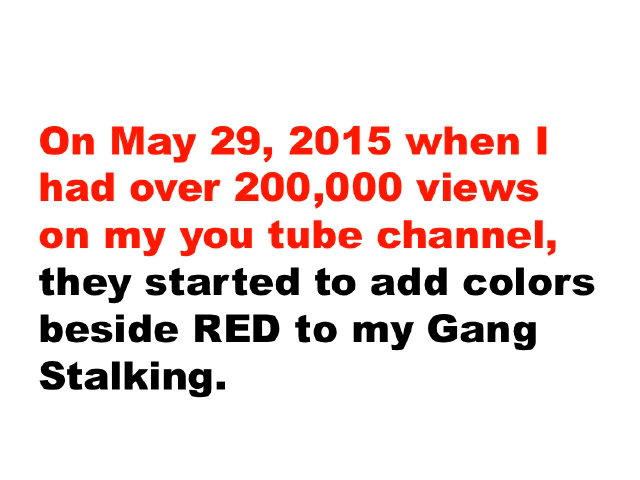 On May 29, 2015 when I
had over 200,000 views
on my you tube channel,
they started to add colors
beside RED to my Gang
Stalking.